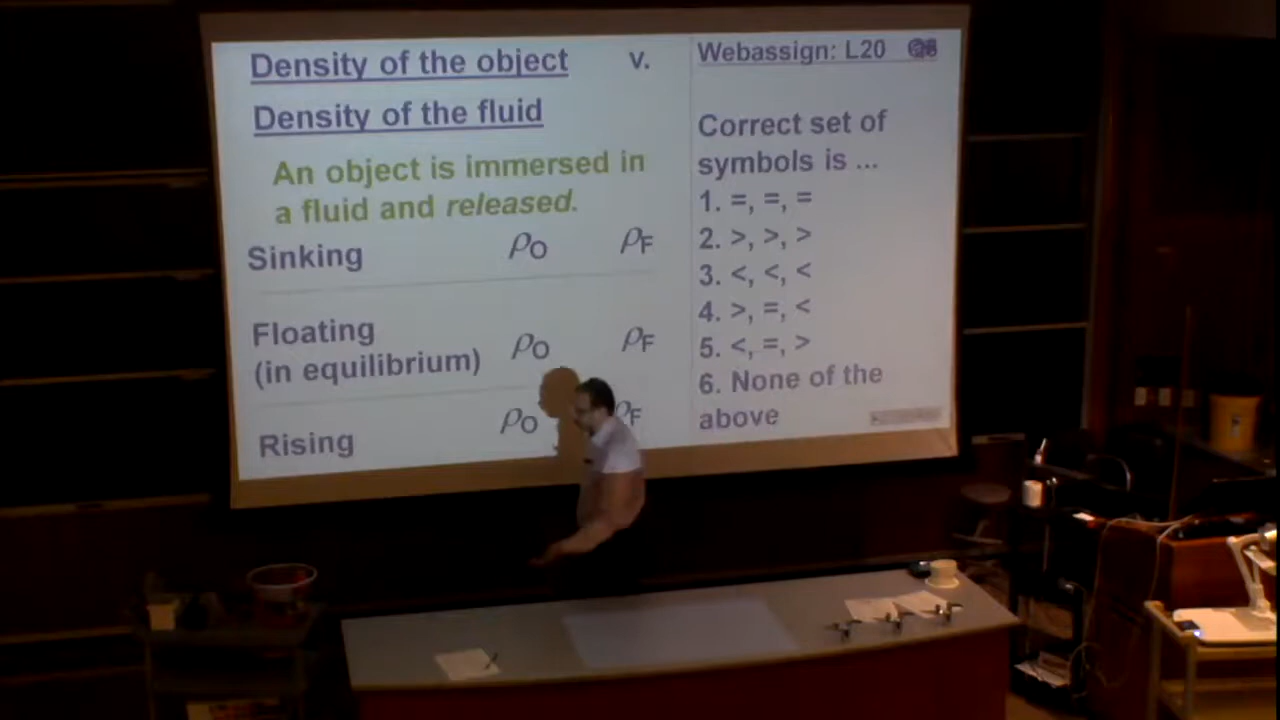 Density of the object v.
Density of the fluid
An object is immersed in
a fluid and released.
Sinking ρO ρF
Floating
(in equilibrium) ρO ρF
Rising ρO ρF
Webassign: L20
Correct set of
symbols is ...
1. =, =, =
2. >, >, >
3. <, <, <
4. >, =, <
5. <, =, >
6. None of the
above